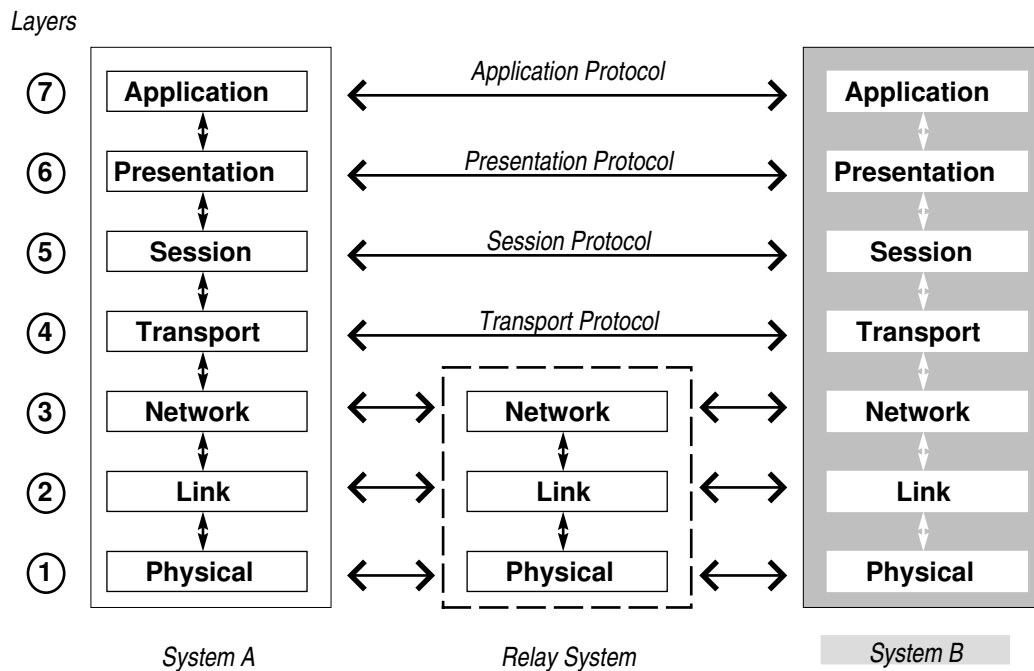 Layers
7 Application Application Protocol Application
6 Presentation Presentation Protocol Presentation
5 Session Session Protocol Session
4 Transport Transport Protocol Transport
3 Network Network Network
2 Link Link Link
1 Physical Physical Physical
System A Relay System System B